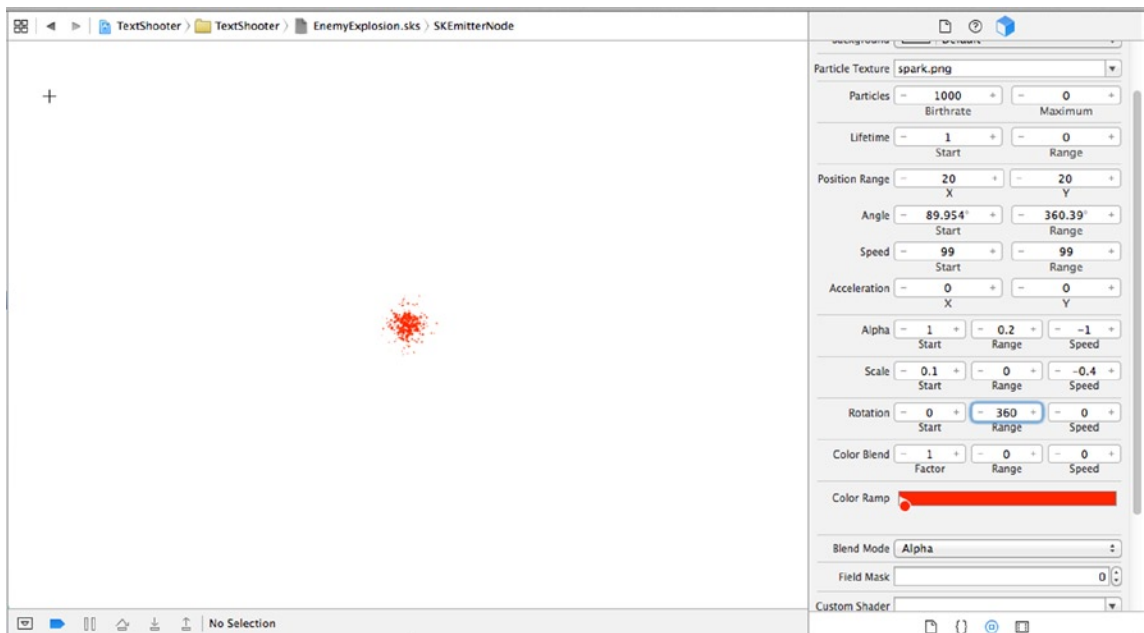 TextShooter TextShooter EnemyExplosion.sks SKEmitterNode
Background Default
Particle Texture spark.png
Particles 1000 0
Birthrate Maximum
Lifetime 1 0
Start Range
Position Range 20 20
X Y
Angle 89.954° 360.39°
Start Range
Speed 99 99
Start Range
Acceleration 0 0
X Y
Alpha 1 0.2 -1
Start Range Speed
Scale 0.1 0 -0.4
Start Range Speed
Rotation 0 360 0
Start Range Speed
Color Blend 1 0 0
Factor Range Speed
Color Ramp
Blend Mode Alpha
Field Mask 0
Custom Shader
No Selection